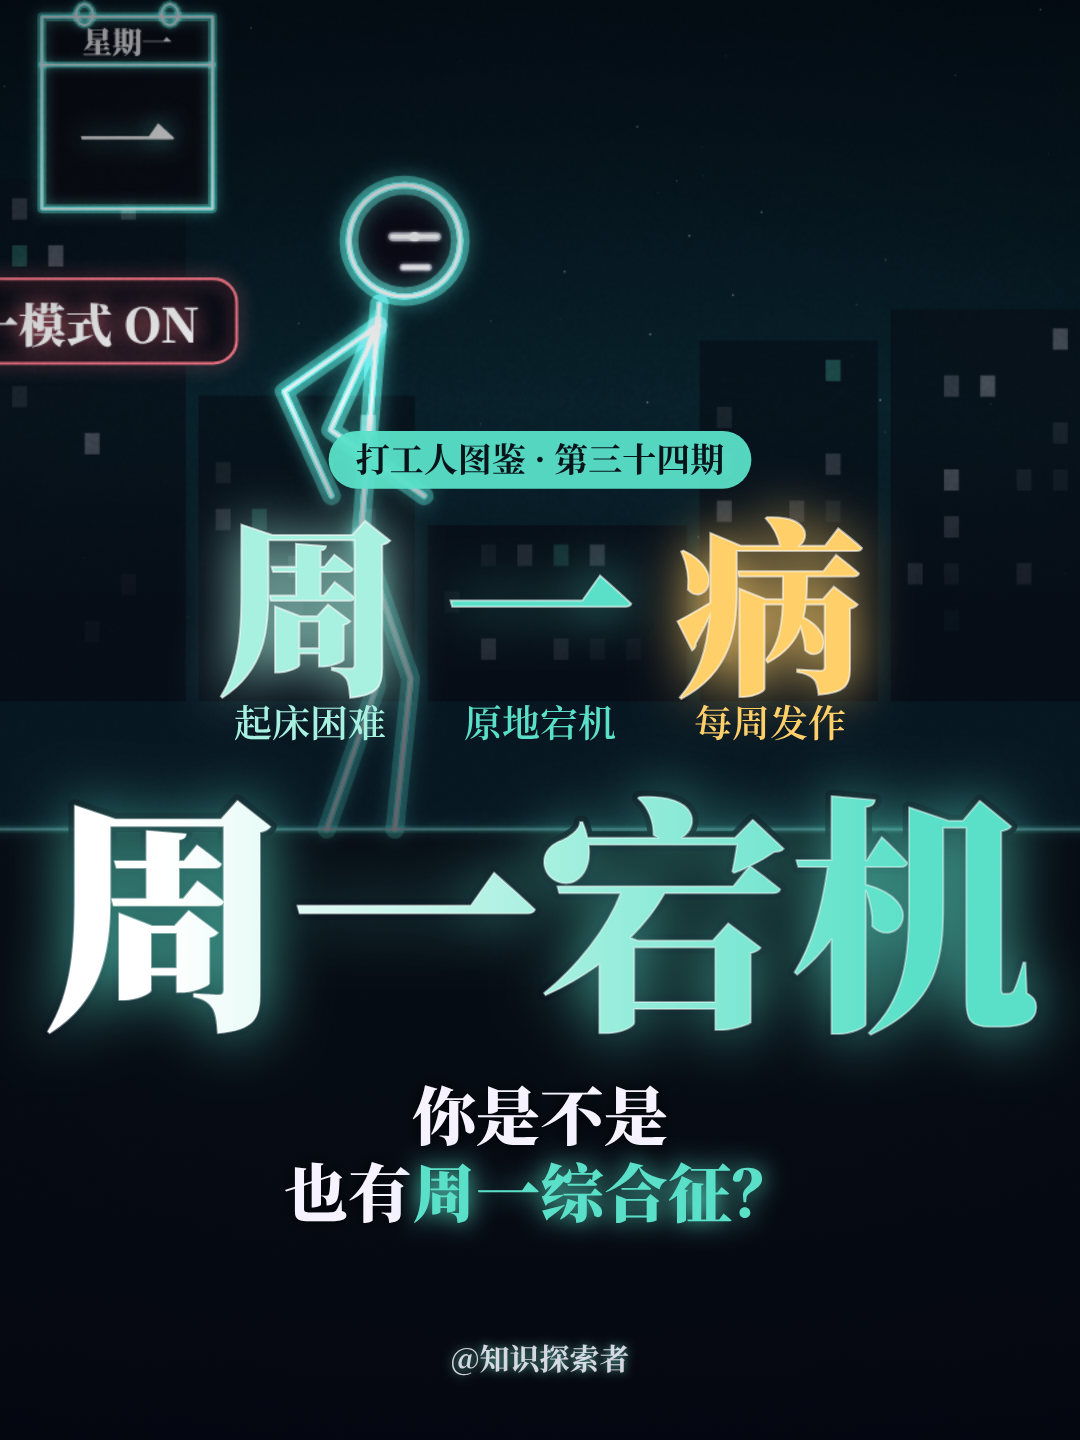 星期一
一
一模式 ON
打工人图鉴 · 第三十四期
周一病
起床困难 原地宕机 每周发作
周一宕机
你是不是
也有周一综合征?
@知识探索者